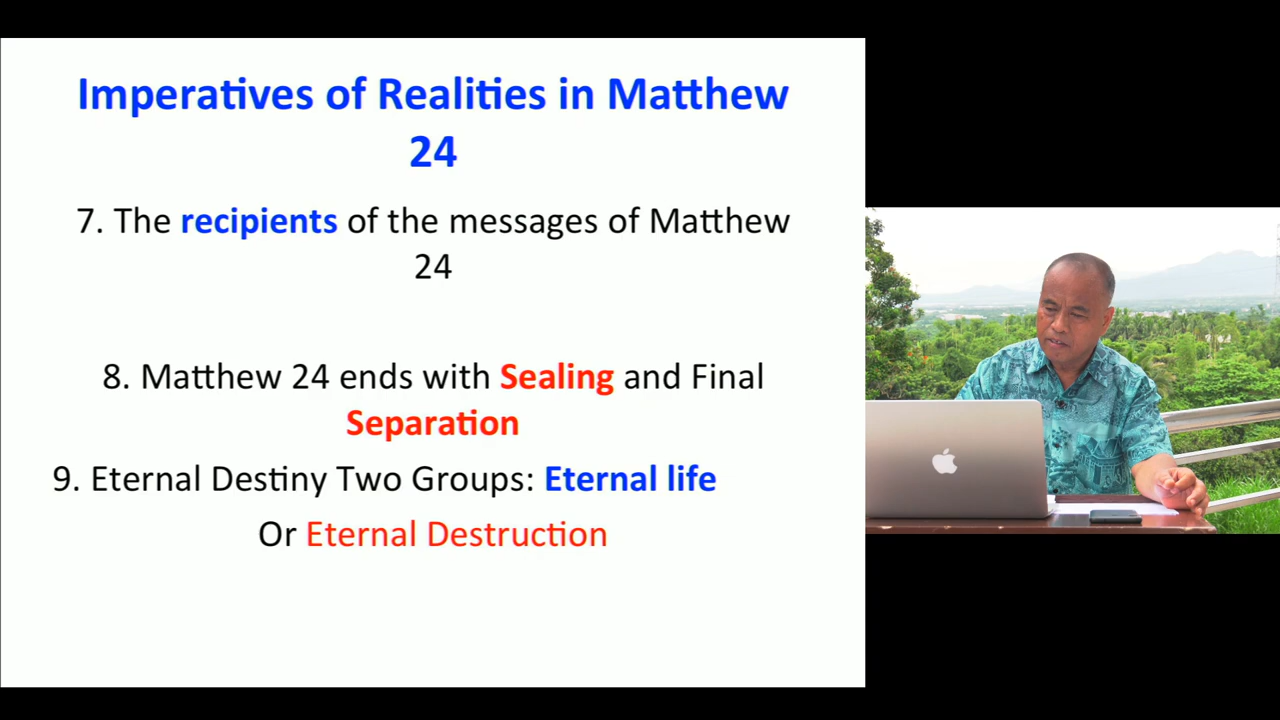 Imperatives of Realities in Matthew
24
7. The recipients of the messages of Matthew
24
8. Matthew 24 ends with Sealing and Final
Separation
9. Eternal Destiny Two Groups: Eternal life
Or Eternal Destruction